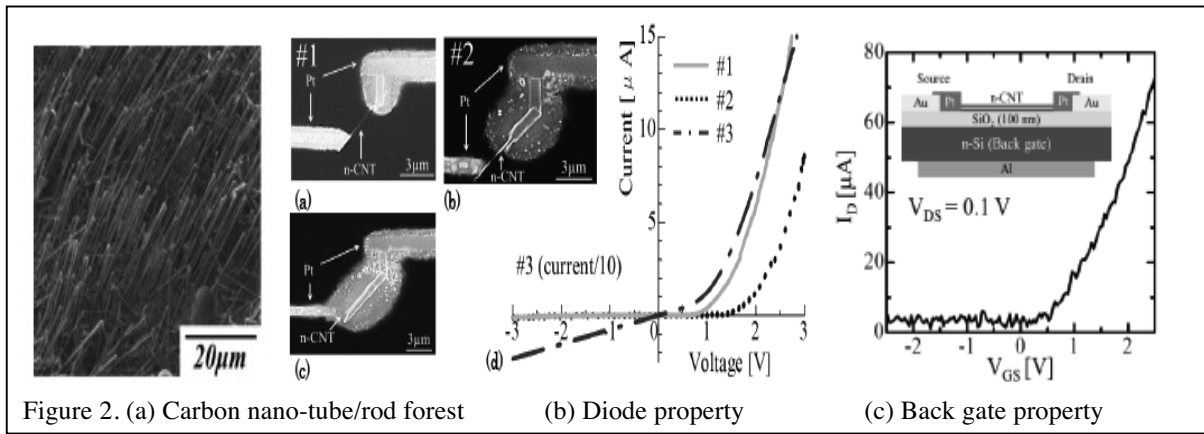 20μm
#1
Pt
n-CNT
3μm
(a)
#2
Pt
n-CNT
3μm
(b)
Pt
n-CNT
3μm
(c)
Current [μA]
15
10
5
#1
#2
#3
#3 (current/10)
-3 -2 -1 0 1 2 3
(d)
Voltage [V]
80
60
40
20
0
I_D [μA]
Source Drain
n-CNT
Au Pt Pt Au
SiO₂ (100 nm)
n-Si (Back gate)
Al
V_DS = 0.1 V
-2 -1 0 1 2
V_GS [V]
Figure 2. (a) Carbon nano-tube/rod forest (b) Diode property (c) Back gate property